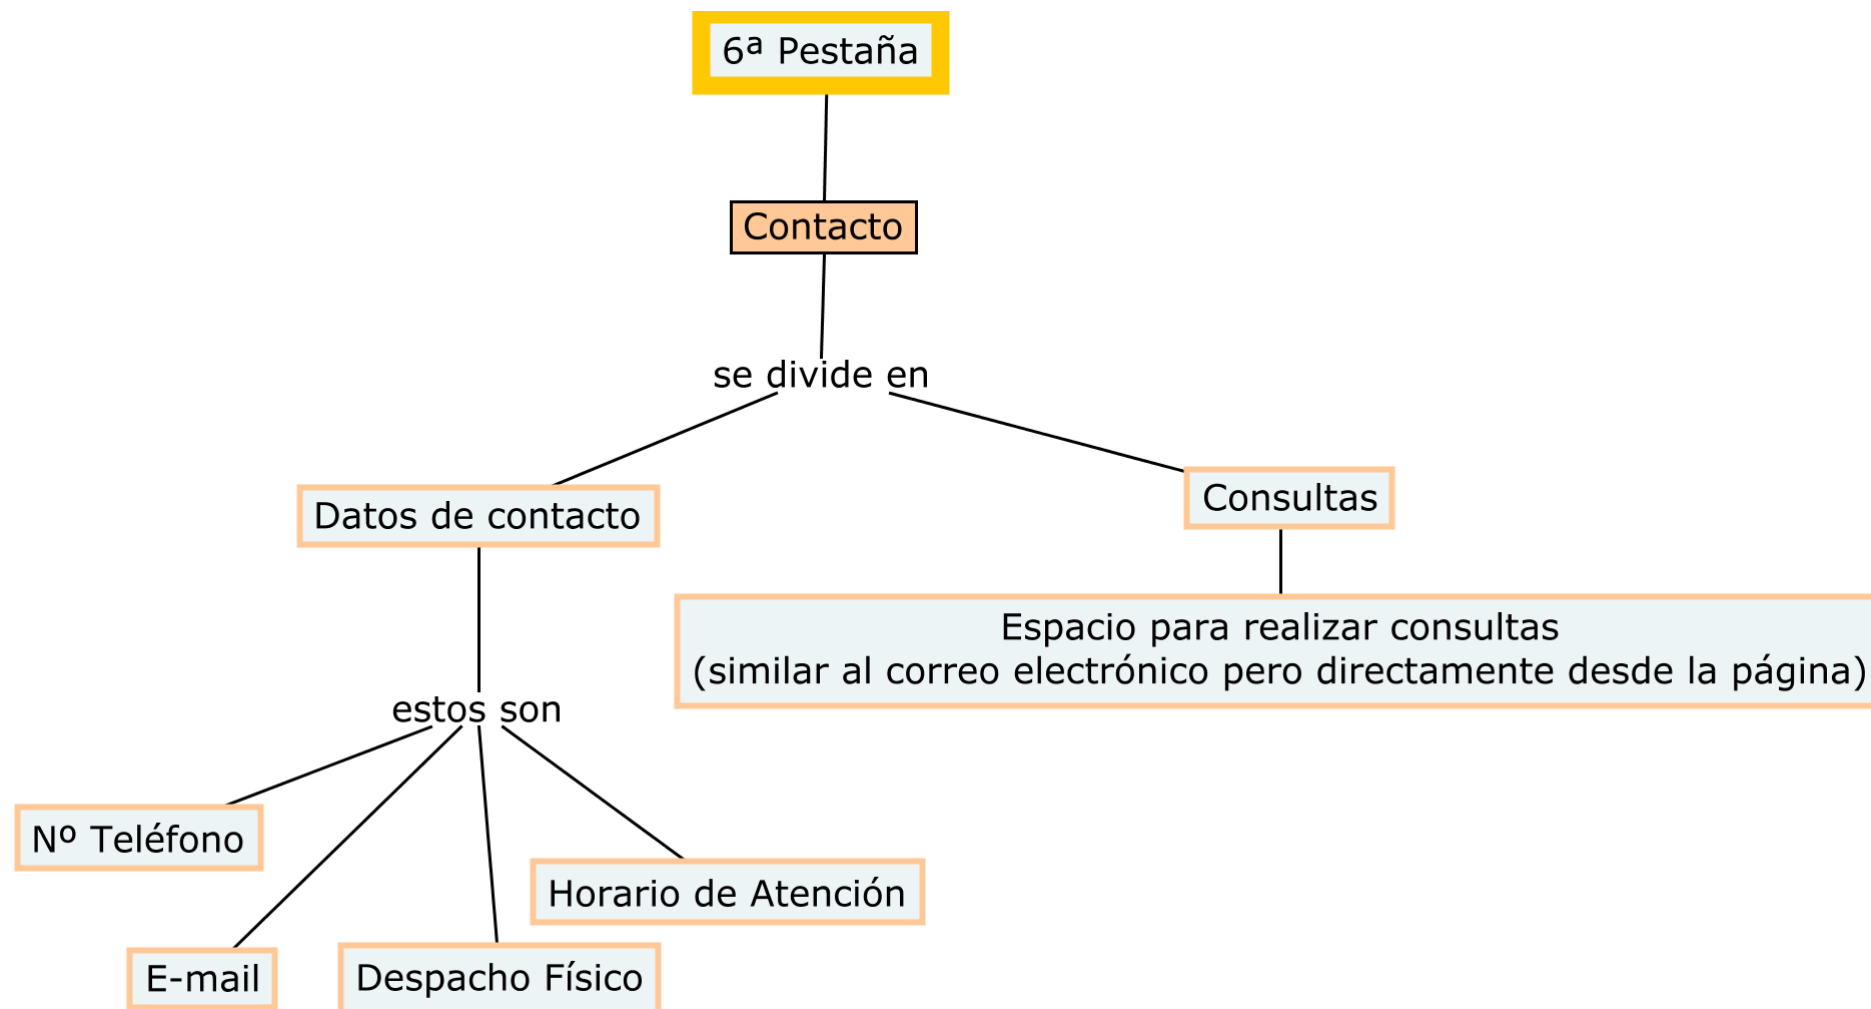 6ª Pestaña
Contacto
se divide en
Datos de contacto
Consultas
Espacio para realizar consultas
(similar al correo electrónico pero directamente desde la página)
estos son
Nº Teléfono
Horario de Atención
E-mail
Despacho Físico